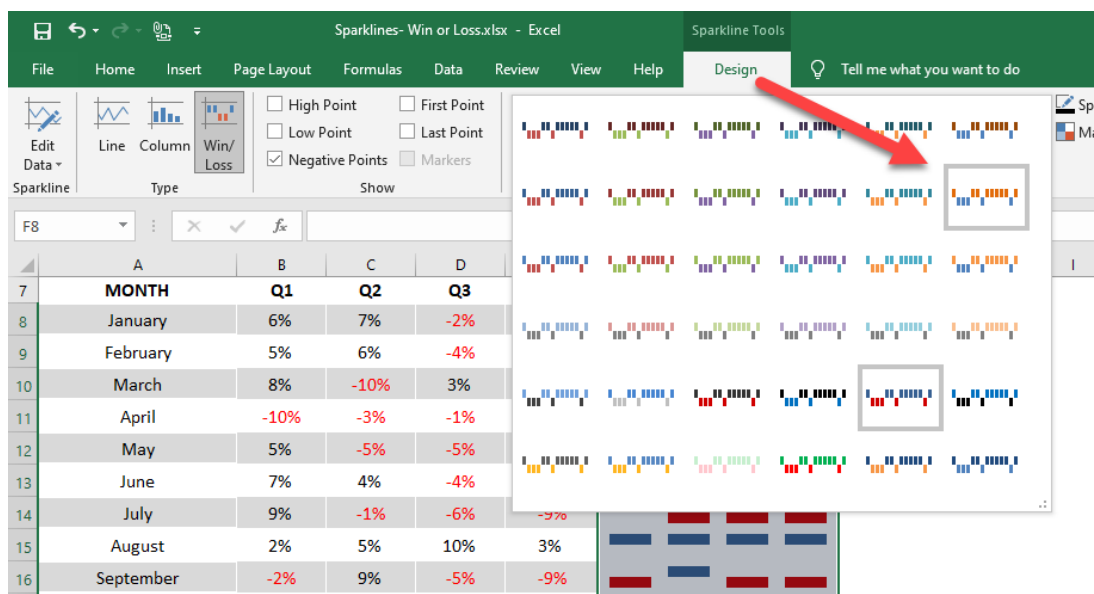 Sparklines- Win or Loss.xlsx - Excel
Sparkline Tools
File Home Insert Page Layout Formulas Data Review View Help Design Tell me what you want to do
Edit Data
Line
Column
Win/ Loss
High Point
First Point
Low Point
Last Point
Negative Points
Markers
Sp
Ma
Sparkline
Type
Show
F8
fx
A B C D I
7 MONTH Q1 Q2 Q3
8 January 6% 7% -2%
9 February 5% 6% -4%
10 March 8% -10% 3%
11 April -10% -3% -1%
12 May 5% -5% -5%
13 June 7% 4% -4%
14 July 9% -1% -6% -9%
15 August 2% 5% 10% 3%
16 September -2% 9% -5% -9%